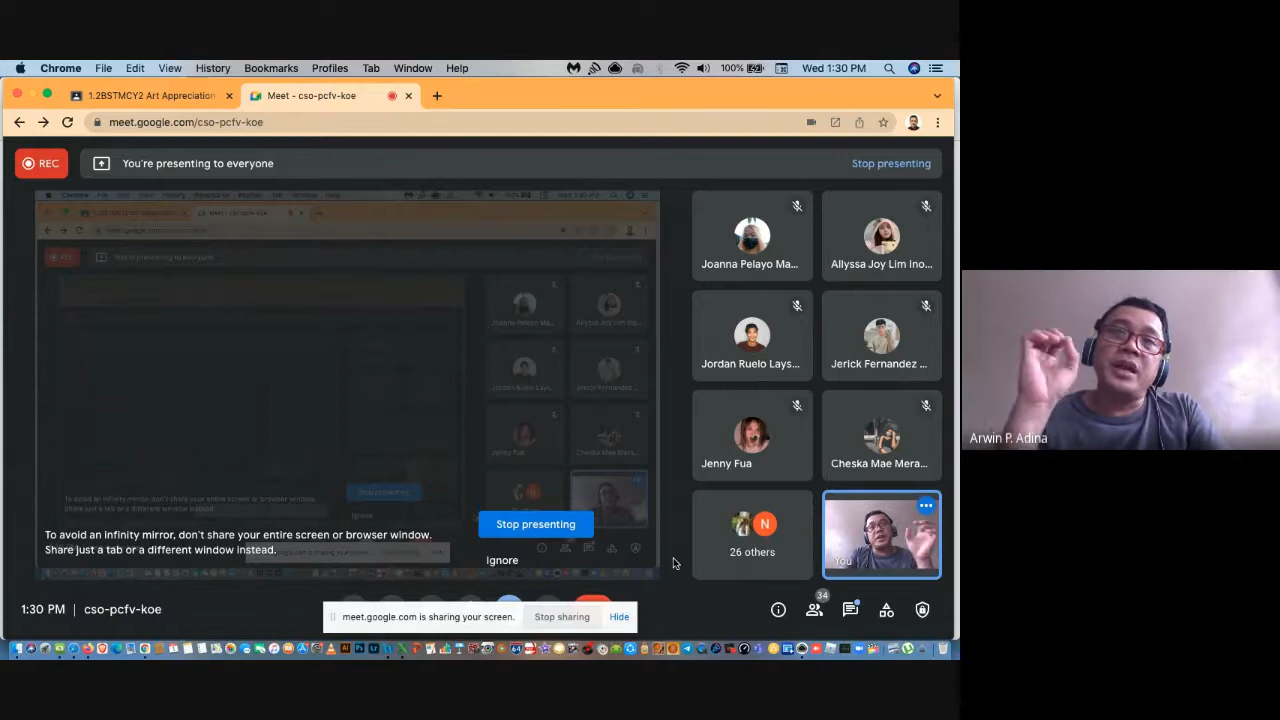 Chrome File Edit View History Bookmarks Profiles Tab Window Help 100% Wed 1:30 PM
1.2BSTMCY2 Art Appreciation Meet - cso-pcfv-koe
meet.google.com/cso-pcfv-koe
REC You're presenting to everyone Stop presenting
Joanna Pelayo Ma... Allyssa Joy Lim Ino...
Jordan Ruelo Lays... Jerick Fernandez ...
Jenny Fua Cheska Mae Mera...
Arwin P. Adina
To avoid an infinity mirror, don't share your entire screen or browser window.
Share just a tab or a different window instead.
Stop presenting
Ignore
N
26 others
You
1:30 PM cso-pcfv-koe
meet.google.com is sharing your screen. Stop sharing Hide
34